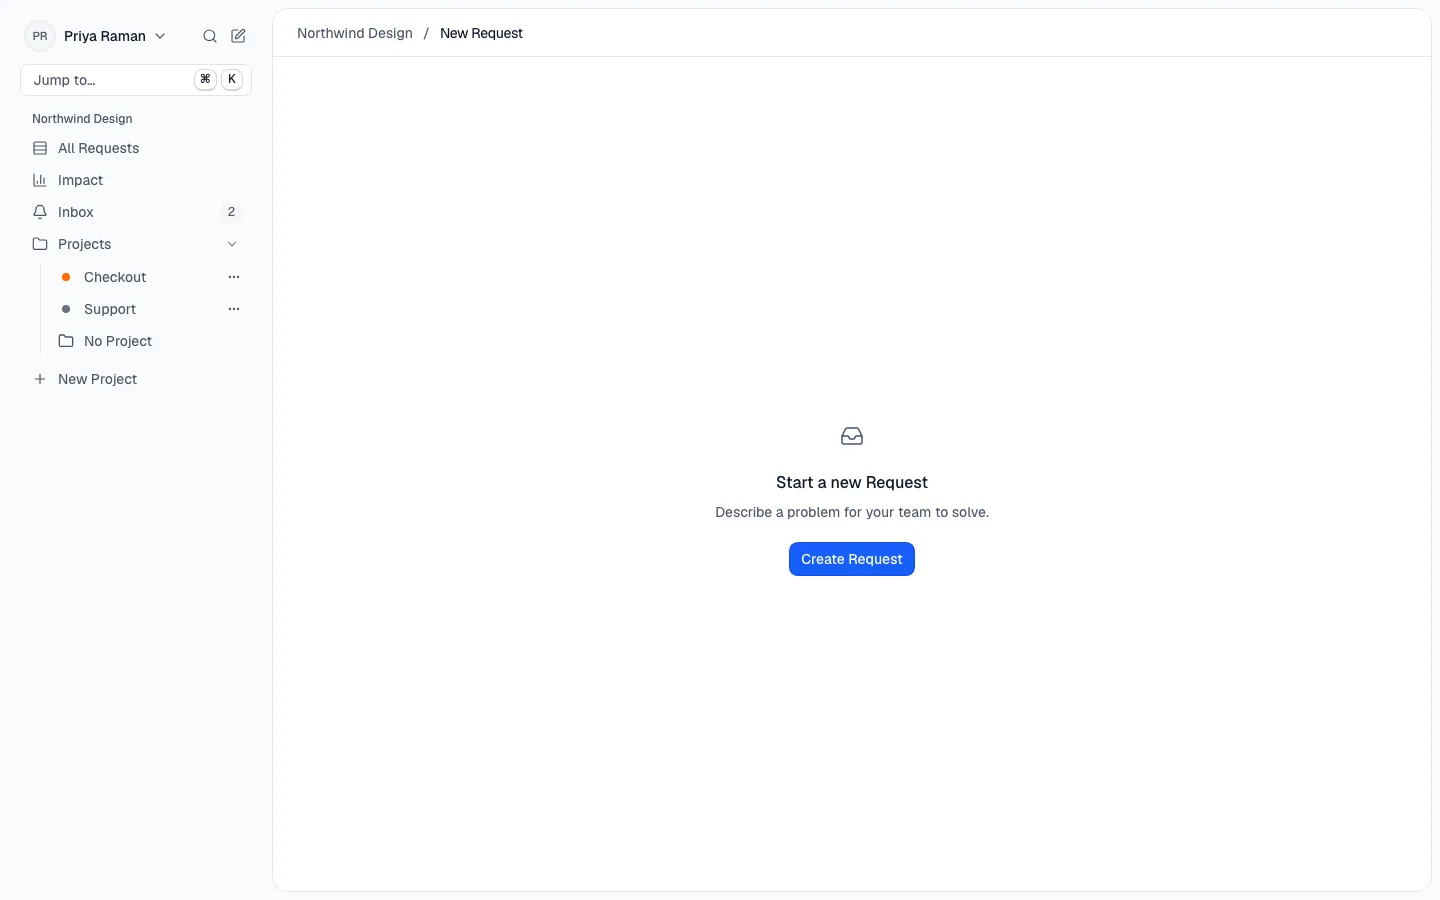 PR Priya Raman
Jump to... ⌘ K
Northwind Design
All Requests
Impact
Inbox 2
Projects
Checkout
Support
No Project
New Project
Northwind Design / New Request
Start a new Request
Describe a problem for your team to solve.
Create Request